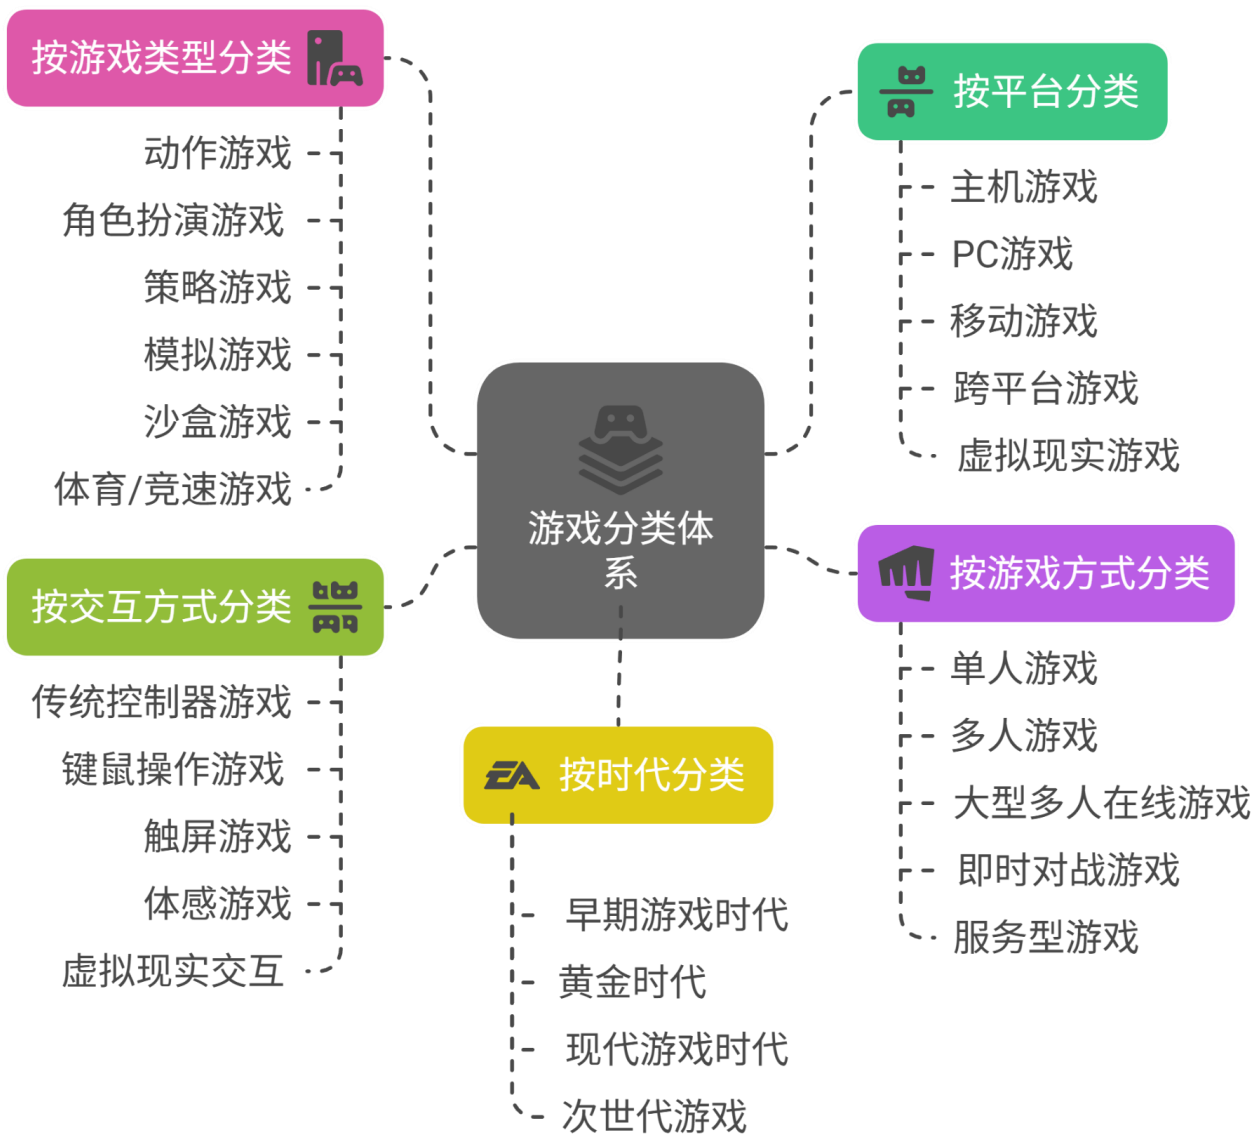 按游戏类型分类
动作游戏
角色扮演游戏
策略游戏
模拟游戏
沙盒游戏
体育/竞速游戏
按平台分类
主机游戏
PC游戏
移动游戏
跨平台游戏
虚拟现实游戏
游戏分类体
系
按交互方式分类
传统控制器游戏
键鼠操作游戏
触屏游戏
体感游戏
虚拟现实交互
按游戏方式分类
单人游戏
多人游戏
大型多人在线游戏
即时对战游戏
服务型游戏
EA
按时代分类
早期游戏时代
黄金时代
现代游戏时代
次世代游戏